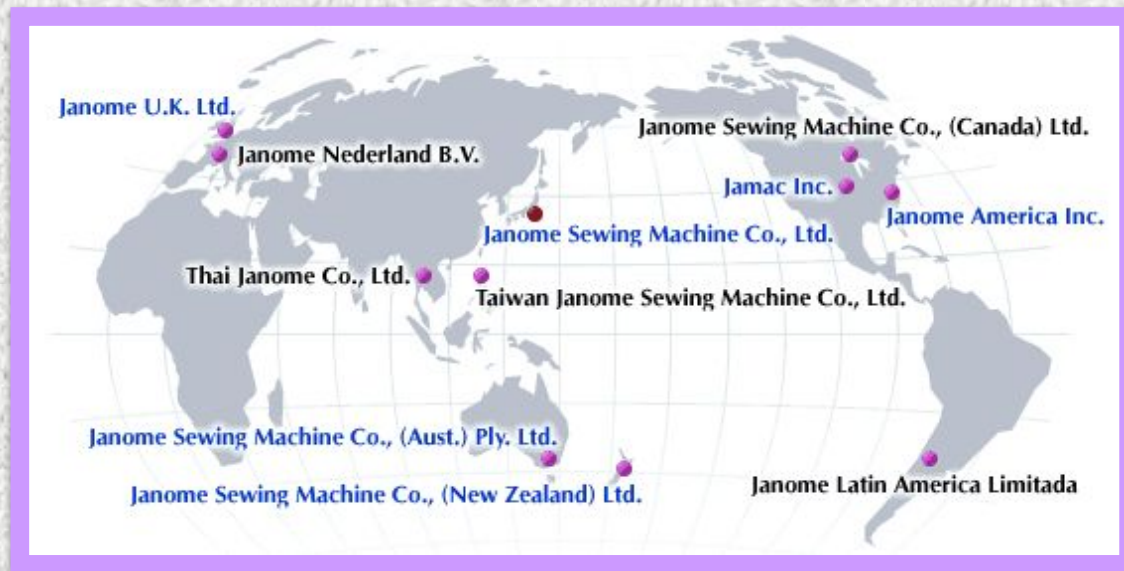 Janome U.K. Ltd.
Janome Sewing Machine Co., (Canada) Ltd.
Janome Nederland B.V.
Jamac Inc.
Janome America Inc.
Janome Sewing Machine Co., Ltd.
Thai Janome Co., Ltd.
Taiwan Janome Sewing Machine Co., Ltd.
Janome Sewing Machine Co., (Aust.) Ply. Ltd.
Janome Latin America Limitada
Janome Sewing Machine Co., (New Zealand) Ltd.